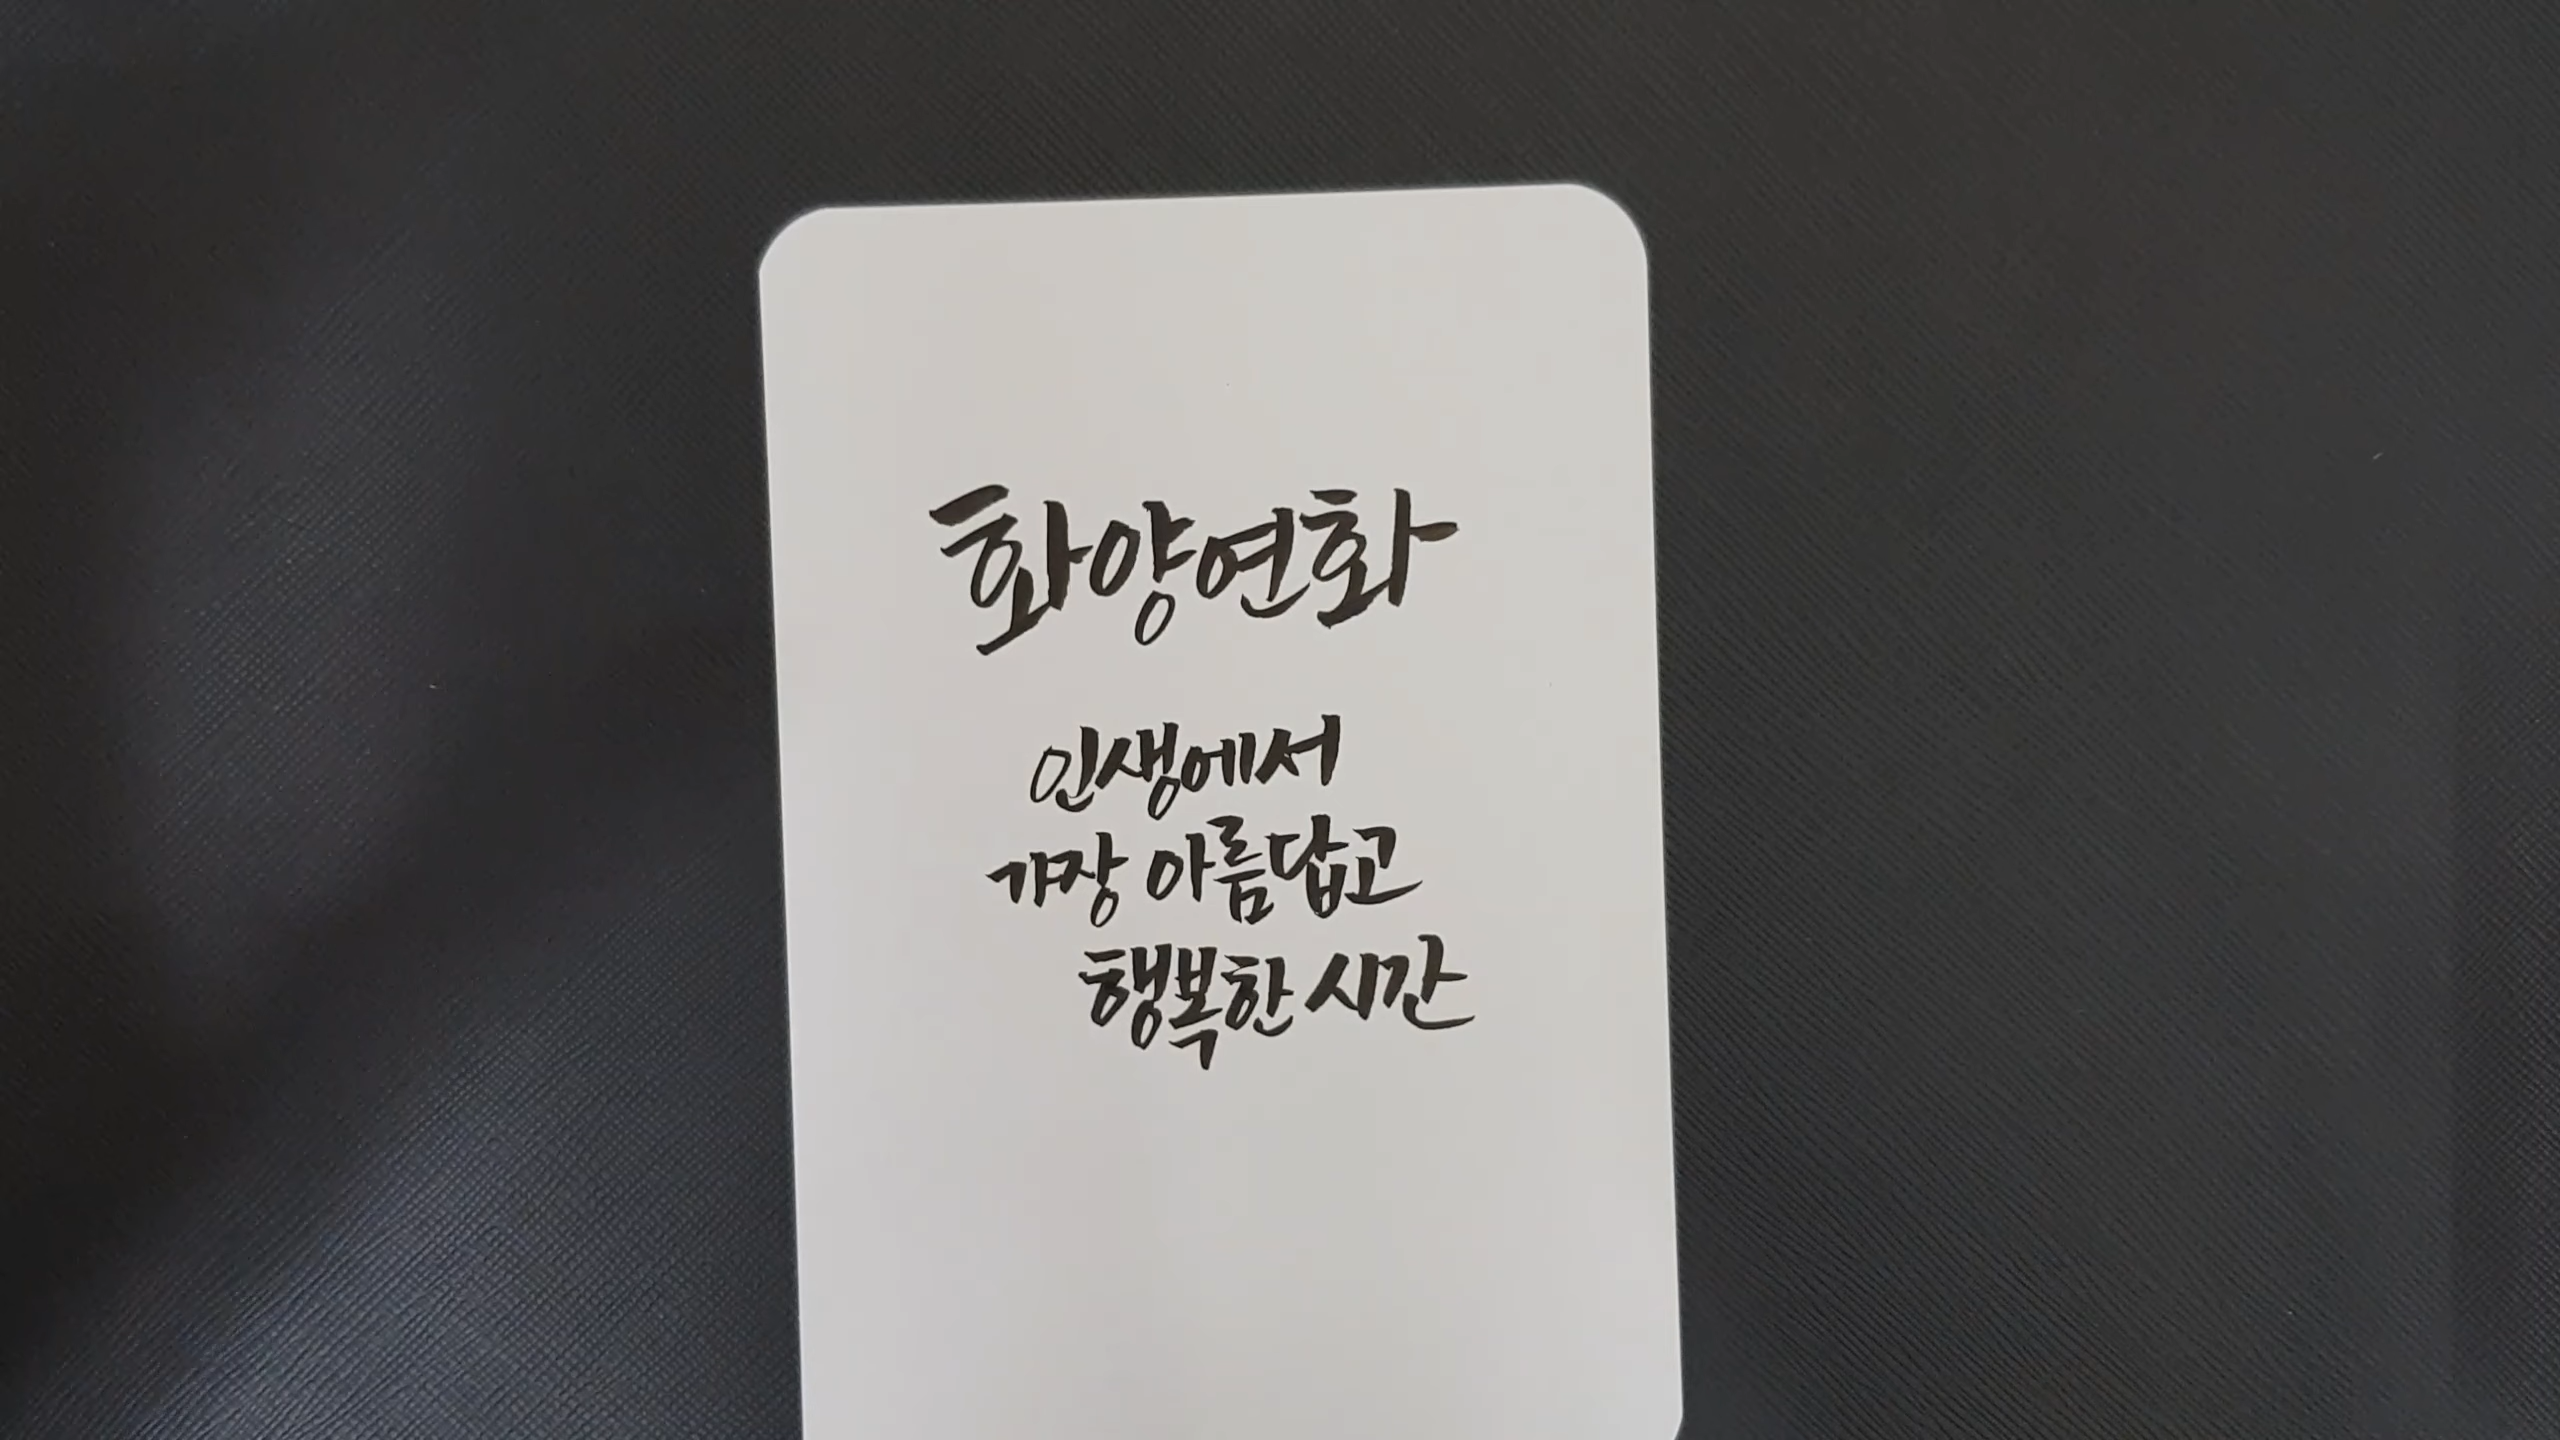 화양연화
인생에서
가장 아름답고
행복한 시간